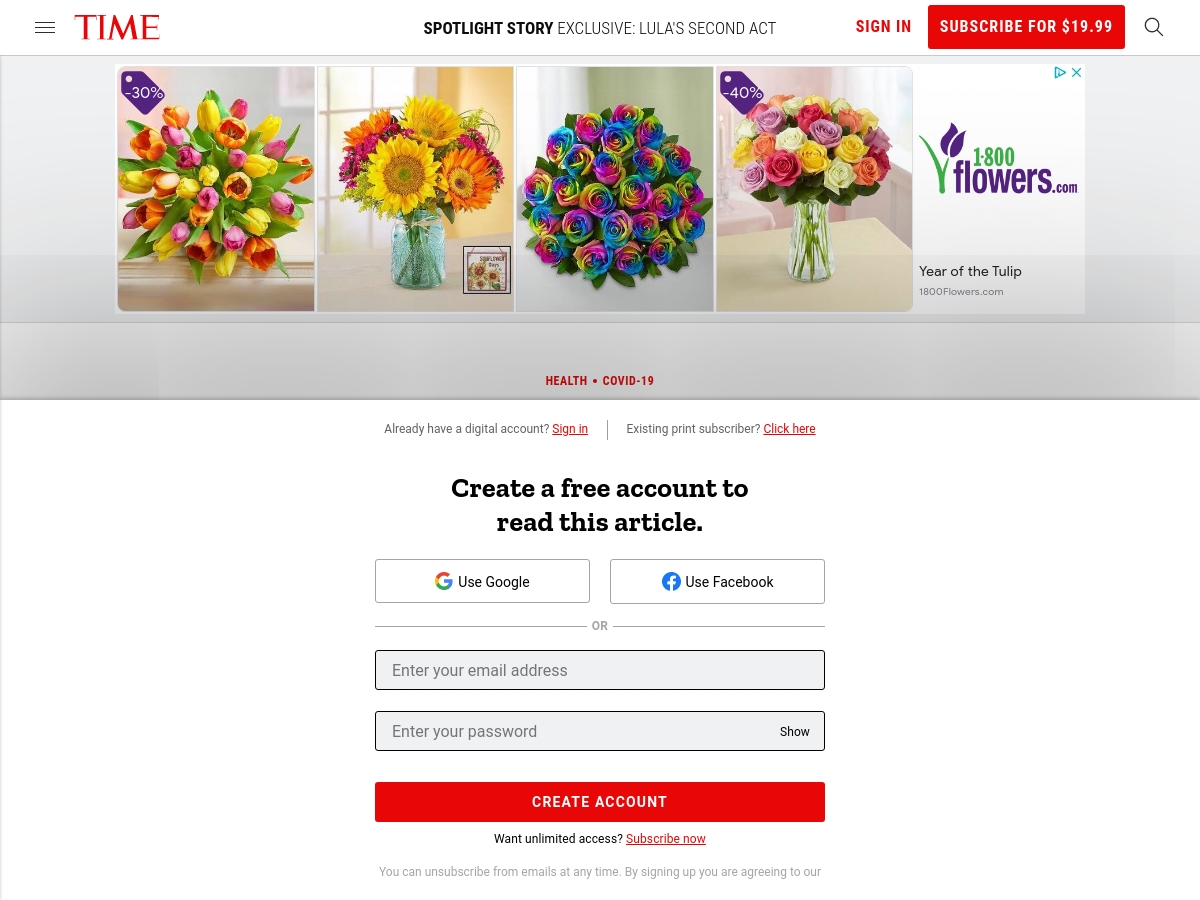 TIME
SPOTLIGHT STORY EXCLUSIVE: LULA'S SECOND ACT
SIGN IN
SUBSCRIBE FOR $19.99
-30%
-40%
1·800
flowers.com
SUNFLOWER
Days
Year of the Tulip
1800Flowers.com
HEALTH • COVID-19
Already have a digital account? Sign in
Existing print subscriber? Click here
Create a free account to
read this article.
Use Google
Use Facebook
OR
Enter your email address
Enter your password
Show
CREATE ACCOUNT
Want unlimited access? Subscribe now
You can unsubscribe from emails at any time. By signing up you are agreeing to our